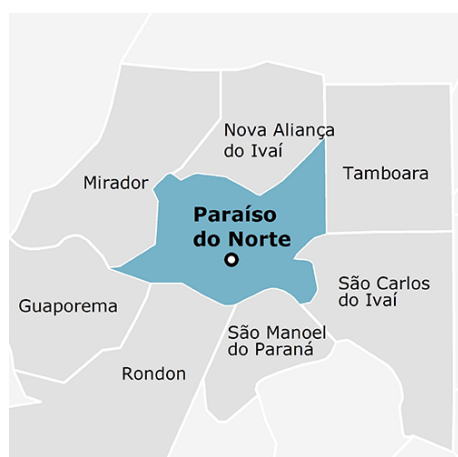 Nova Aliança
do Ivaí
Tamboara
Mirador
Paraíso
do Norte
São Carlos
do Ivaí
Guaporema
São Manoel
do Paraná
Rondon